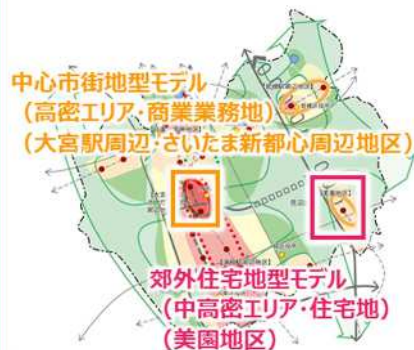 中心市街地型モデル
（高密エリア・商業業務地）
（大宮駅周辺・さいたま新都心周辺地区）
郊外住宅地型モデル
（中高密エリア・住宅地）
（美園地区）